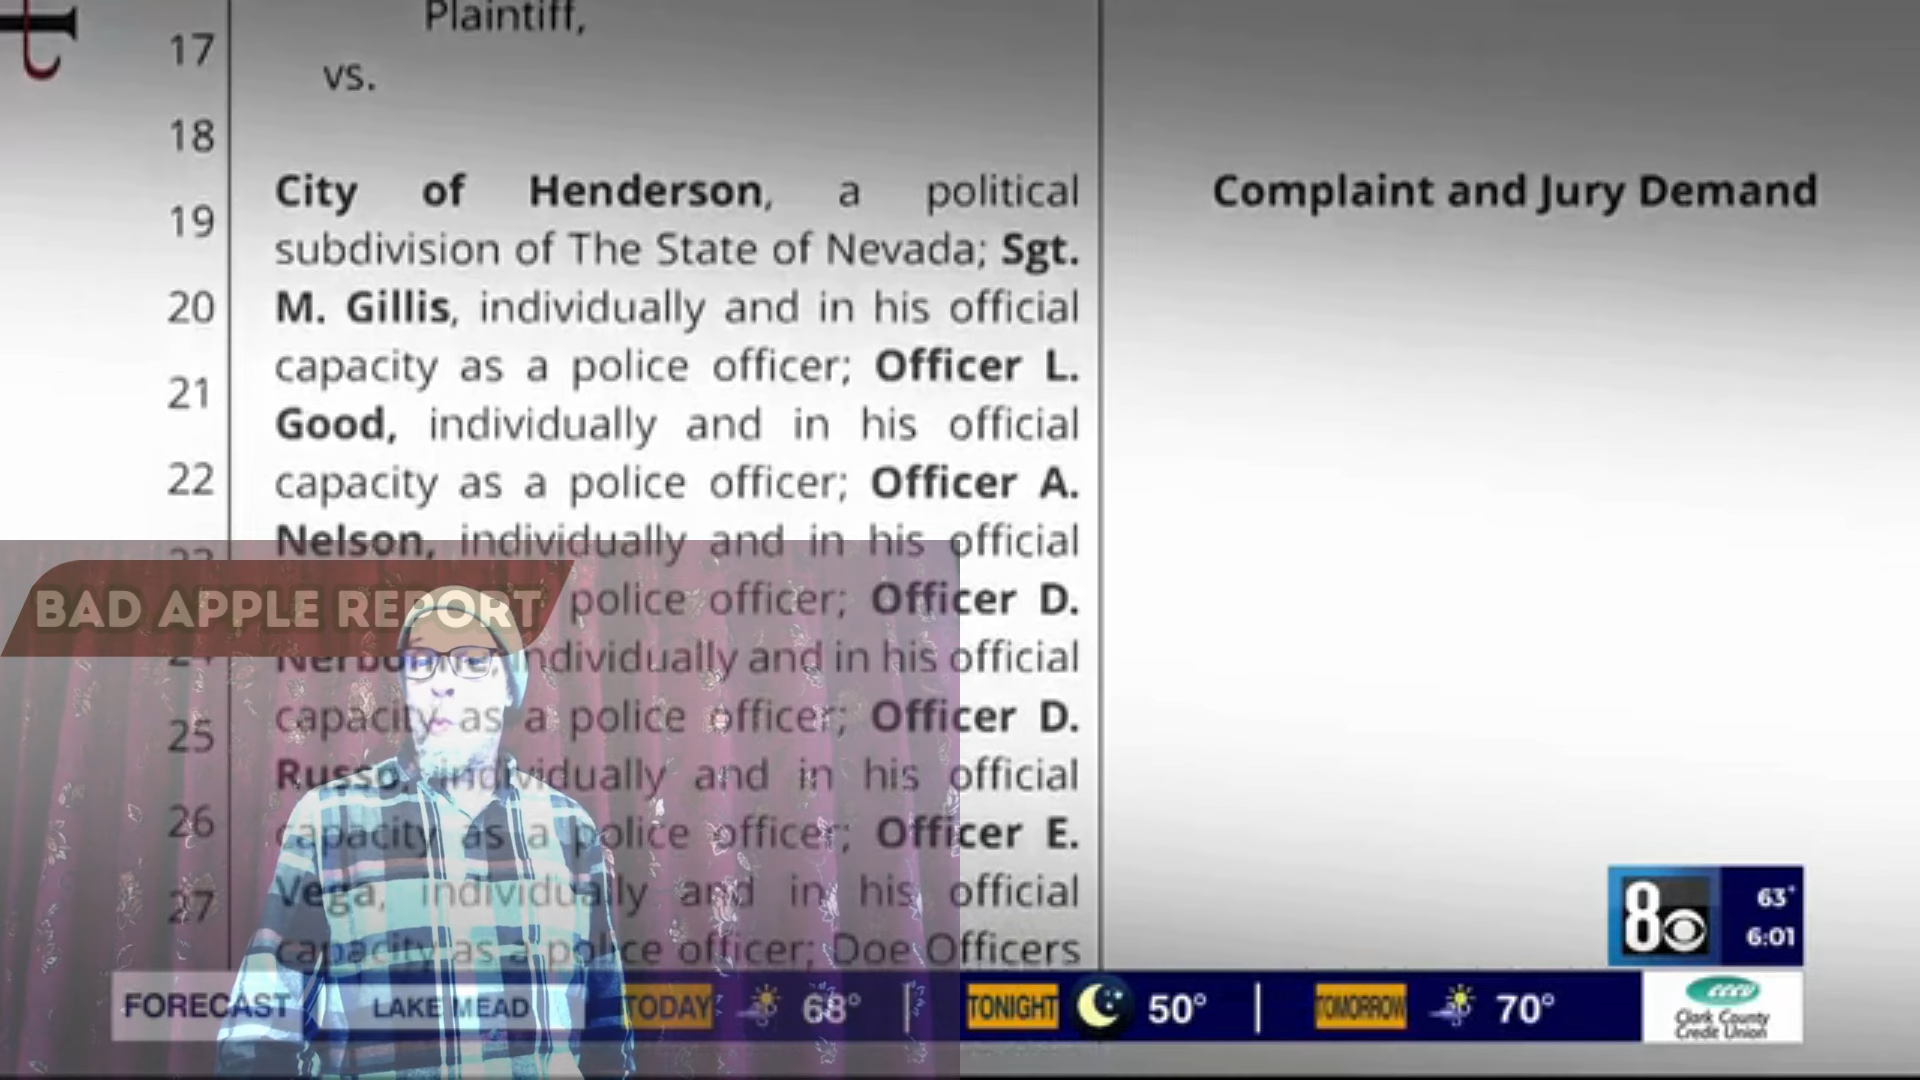 Plaintiff,
17
vs.
18
City of Henderson, a political
Complaint and Jury Demand
19
subdivision of The State of Nevada; Sgt.
20
M. Gillis, individually and in his official
capacity as a police officer; Officer L.
21
Good, individually and in his official
22
capacity as a police officer; Officer A.
Nelson, individually and in his official
BAD APPLE REPORT
police officer; Officer D.
individually and in his official
25
capacity as a police officer; Officer D.
Russo, individually and in his official
26
capacity as a police officer; Officer E.
27
Vega, individually and in his official
capacity as a police officer; Doe Officers
8
63°
6:01
FORECAST
LAKE MEAD
TODAY
68°
TONIGHT
50°
TOMORROW
70°
Clark County
Credit Union